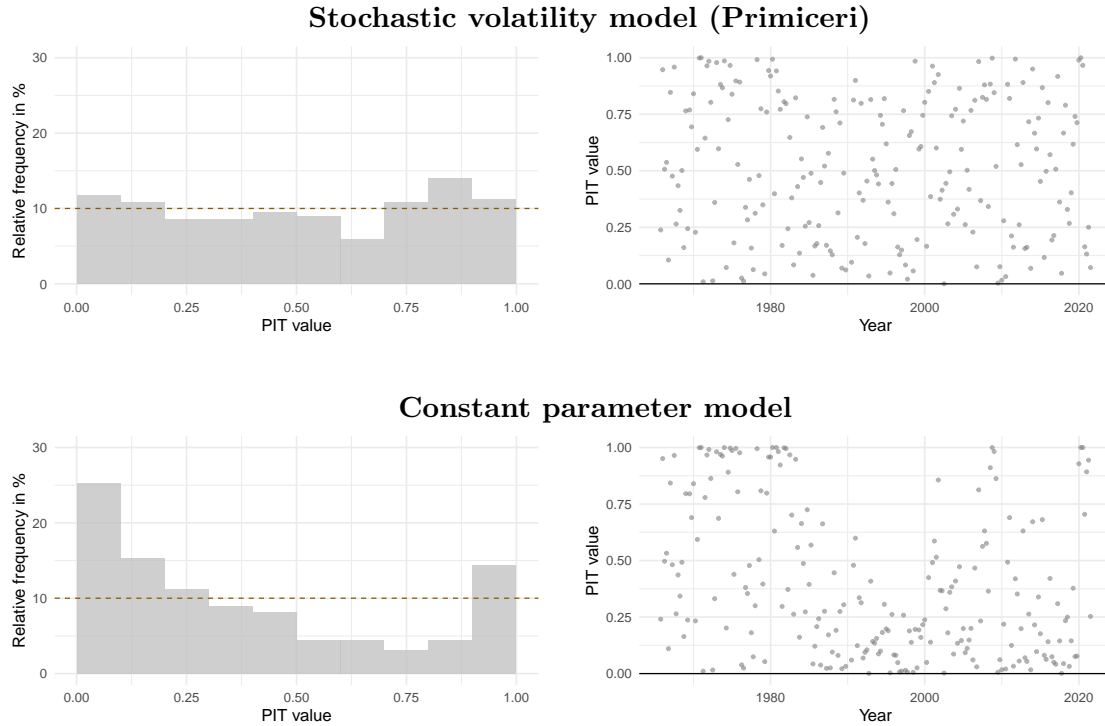 Stochastic volatility model (Primiceri)
Relative frequency in %
30
20
10
0
0.00 0.25 0.50 0.75 1.00
PIT value
PIT value
1.00
0.75
0.50
0.25
0.00
1980 2000 2020
Year
Constant parameter model
Relative frequency in %
30
20
10
0
0.00 0.25 0.50 0.75 1.00
PIT value
PIT value
1.00
0.75
0.50
0.25
0.00
1980 2000 2020
Year